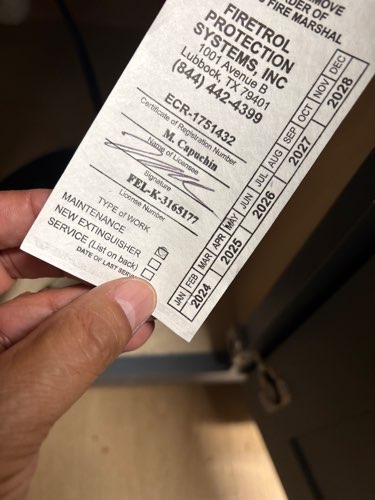 MOVE
DER OF
FIRE MARSHAL
FIRETROL
PROTECTION
SYSTEMS, INC
1001 Avenue B
Lubbock, TX 79401
(844) 442-4399
ECR-1751432
Certificate of Registration Number
M. Capuchin
Name of Licensee
Signature
FEL-K-3165177
License Number
TYPE OF WORK
MAINTENANCE
NEW EXTINGUISHER
SERVICE (List on back)
DATE OF LAST SERV
JAN FEB MAR APR MAY JUN JUL AUG SEP OCT NOV DEC
2024 2025 2026 2027 2028